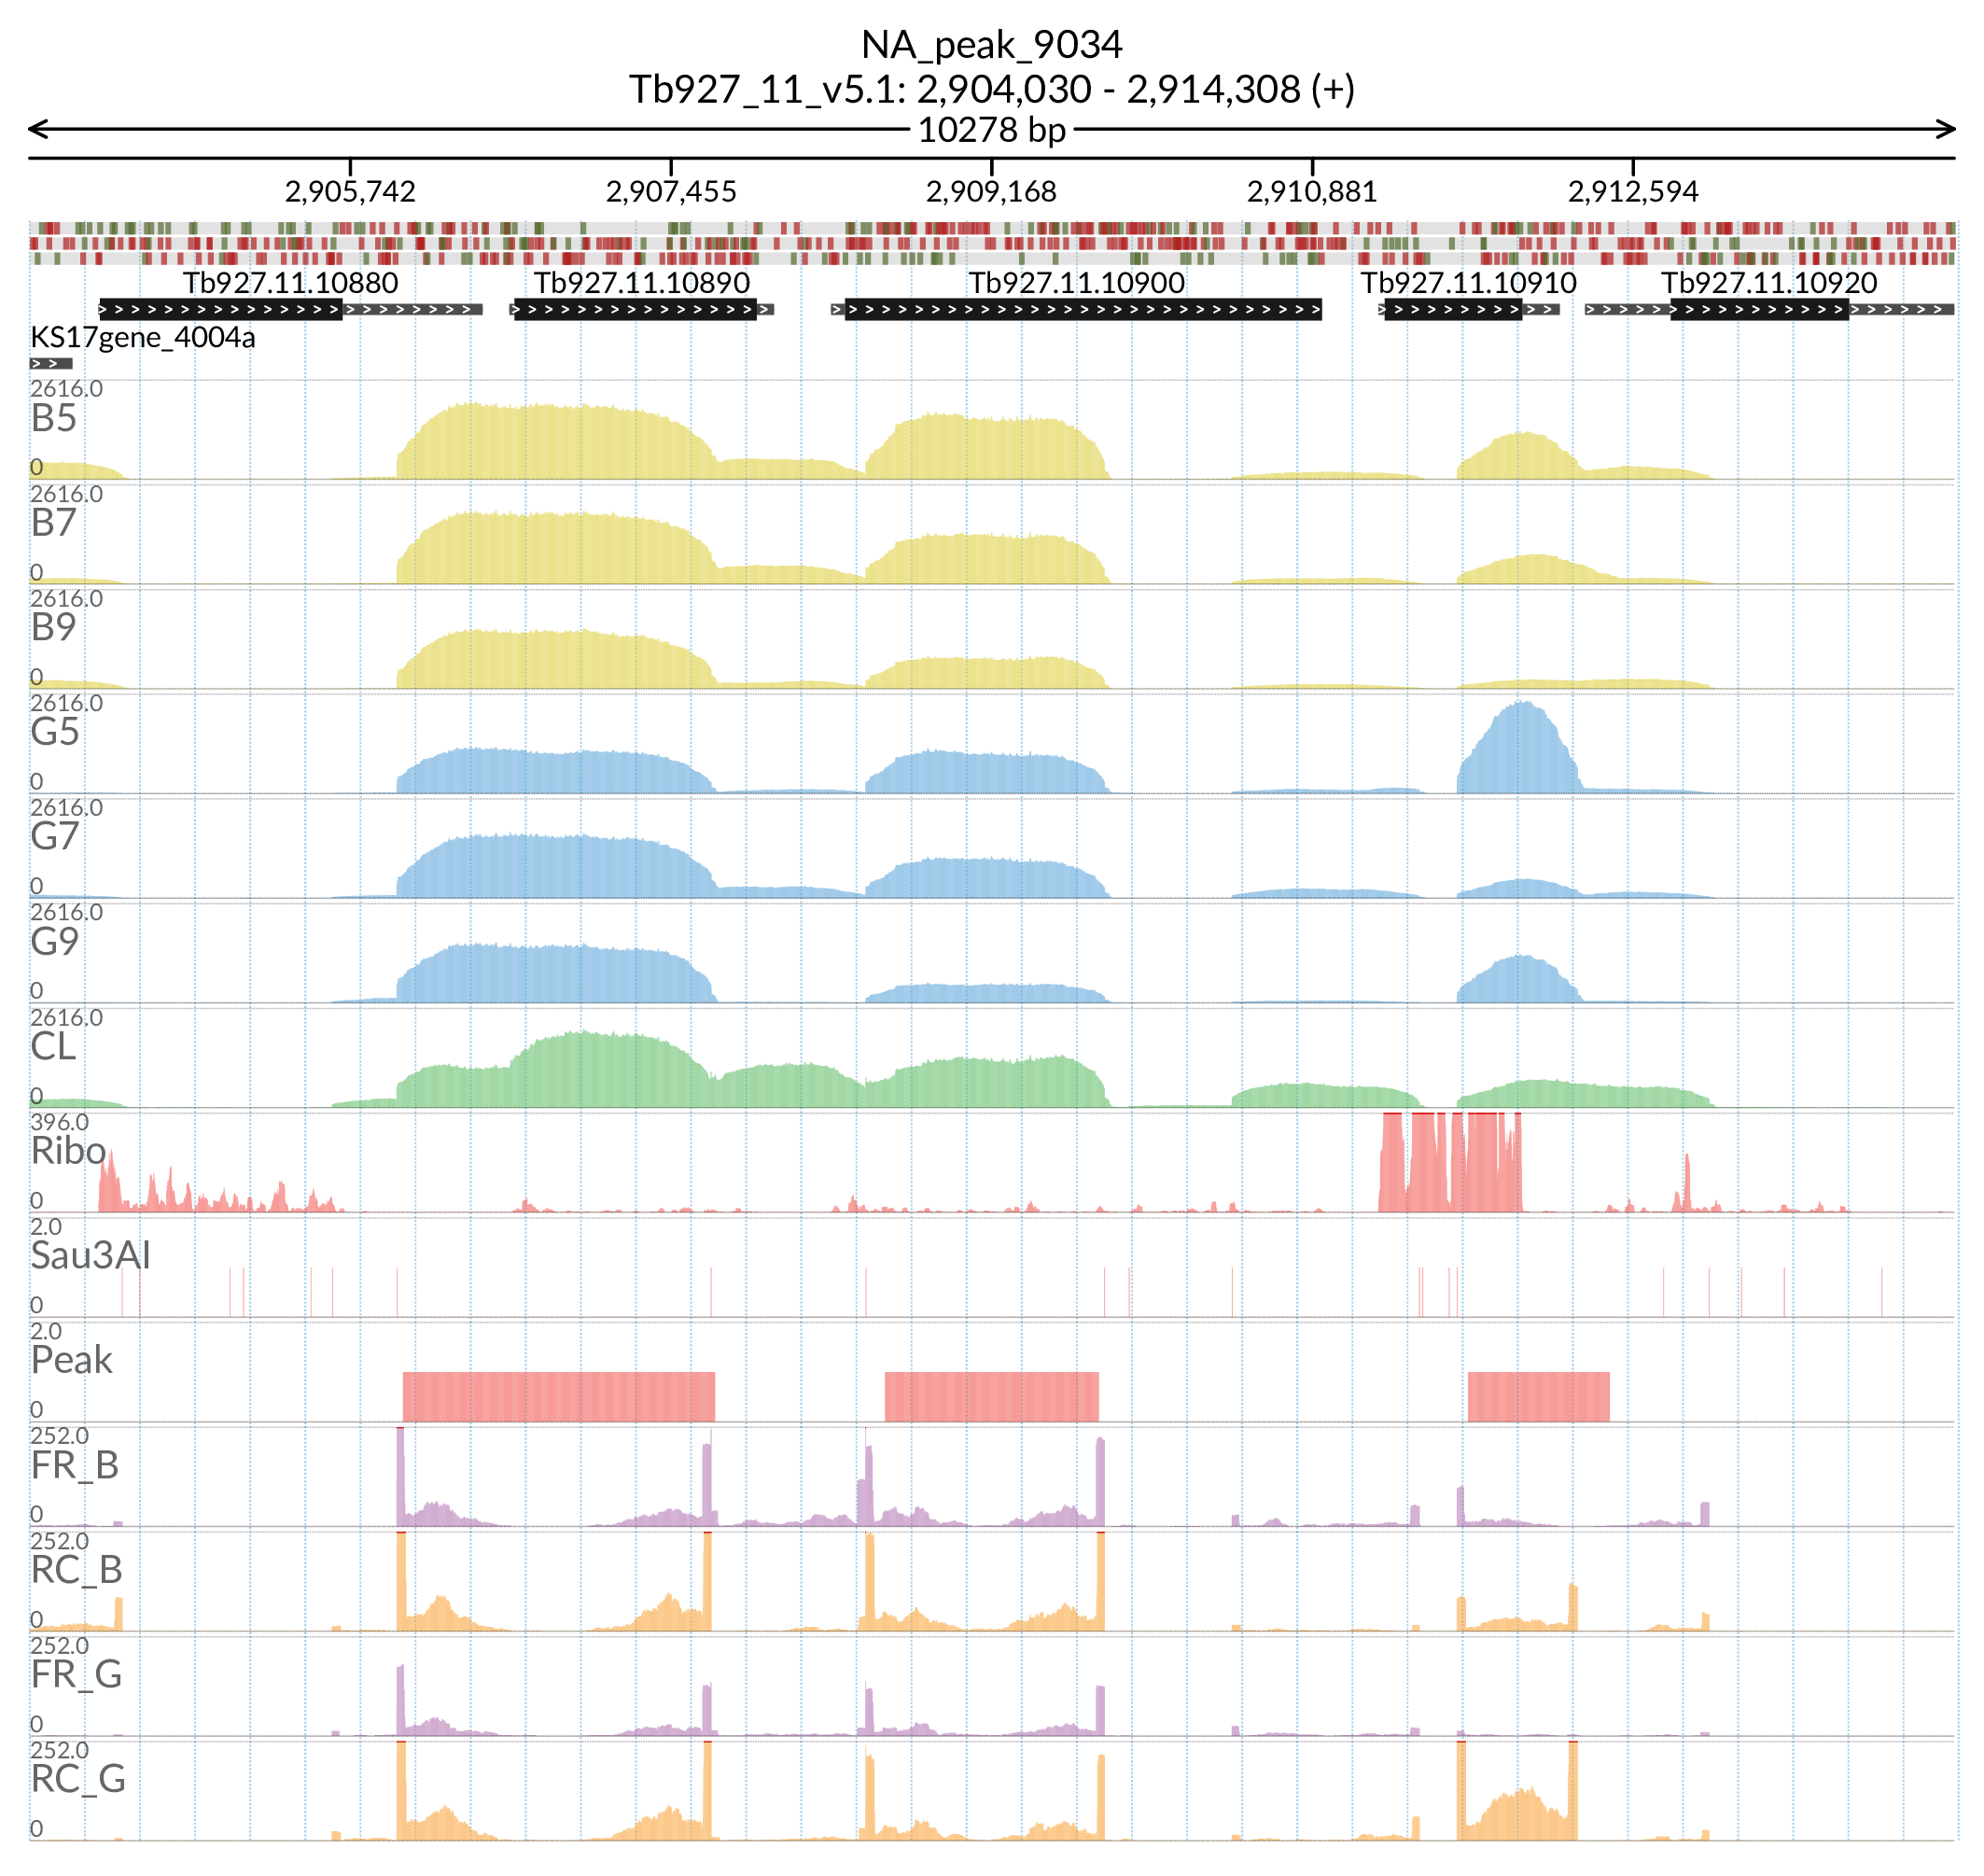 NA_peak_9034
Tb927_11_v5.1: 2,904,030 - 2,914,308 (+)
10278 bp
2,905,742 2,907,455 2,909,168 2,910,881 2,912,594
Tb927.11.10880 Tb927.11.10890 Tb927.11.10900 Tb927.11.10910 Tb927.11.10920
KS17gene_4004a
2616.0
B5
0
2616.0
B7
0
2616.0
B9
0
2616.0
G5
0
2616.0
G7
0
2616.0
G9
0
2616.0
CL
0
396.0
Ribo
0
2.0
Sau3AI
0
2.0
Peak
0
252.0
FR_B
0
252.0
RC_B
0
252.0
FR_G
0
252.0
RC_G
0